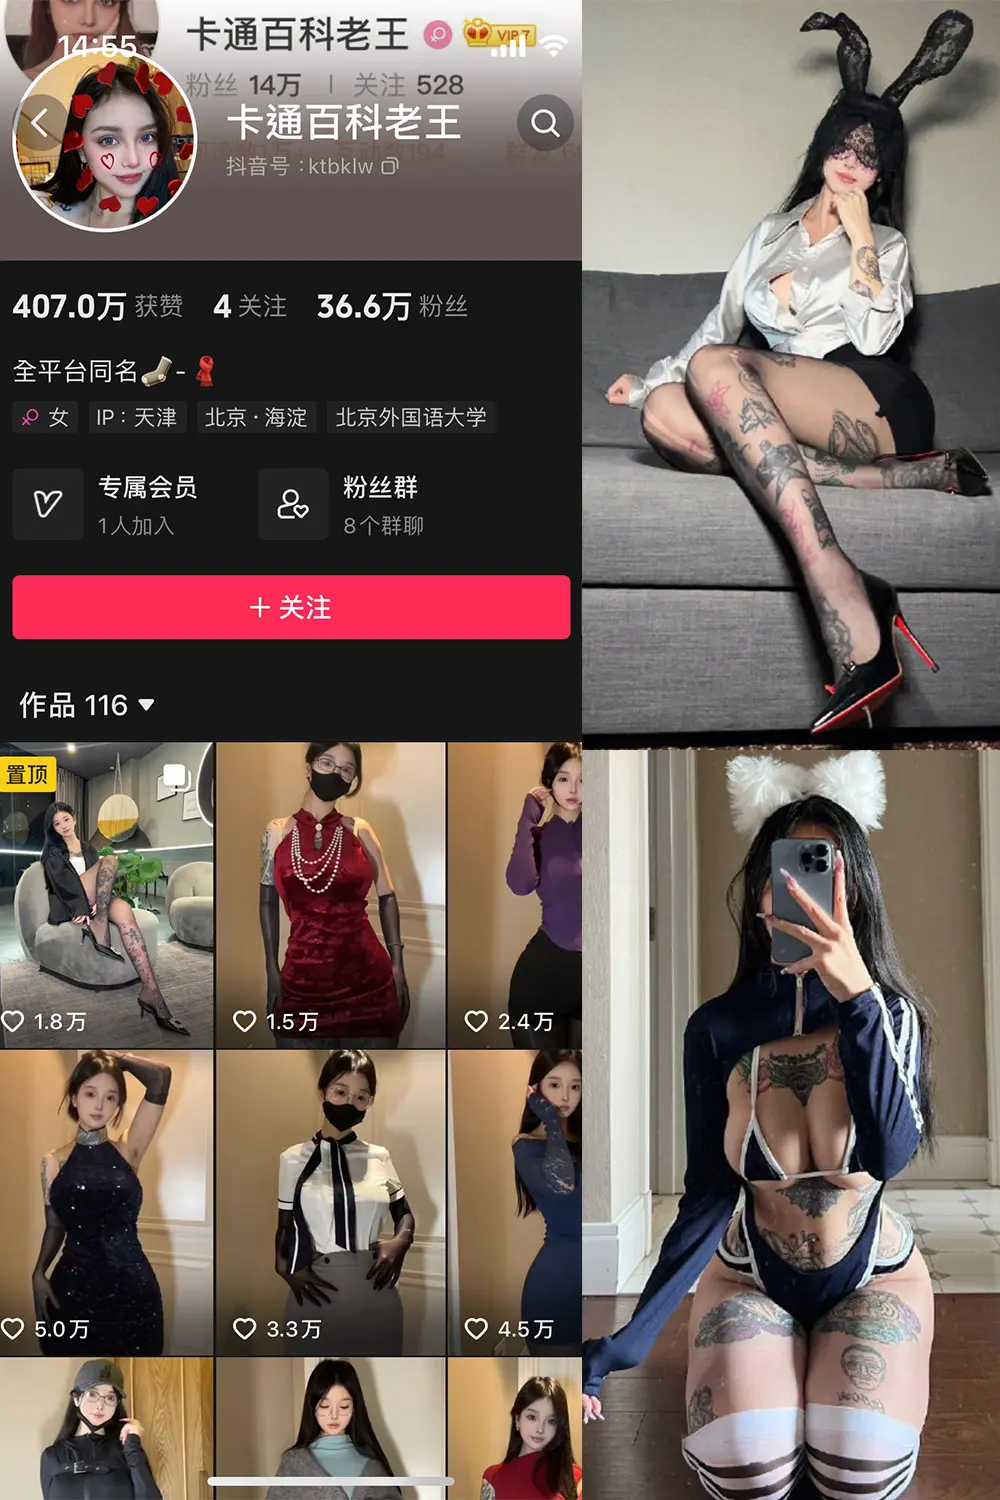 卡通百科老王
VIP 7
14:55
粉丝 14万 | 关注 528
卡通百科老王
抖音号：ktbklw
407.0万 获赞 4 关注 36.6万 粉丝
全平台同名 -
女 IP：天津 北京·海淀 北京外国语大学
专属会员
1人加入
粉丝群
8个群聊
+ 关注
作品 116
置顶
1.8万
1.5万
2.4万
5.0万
3.3万
4.5万